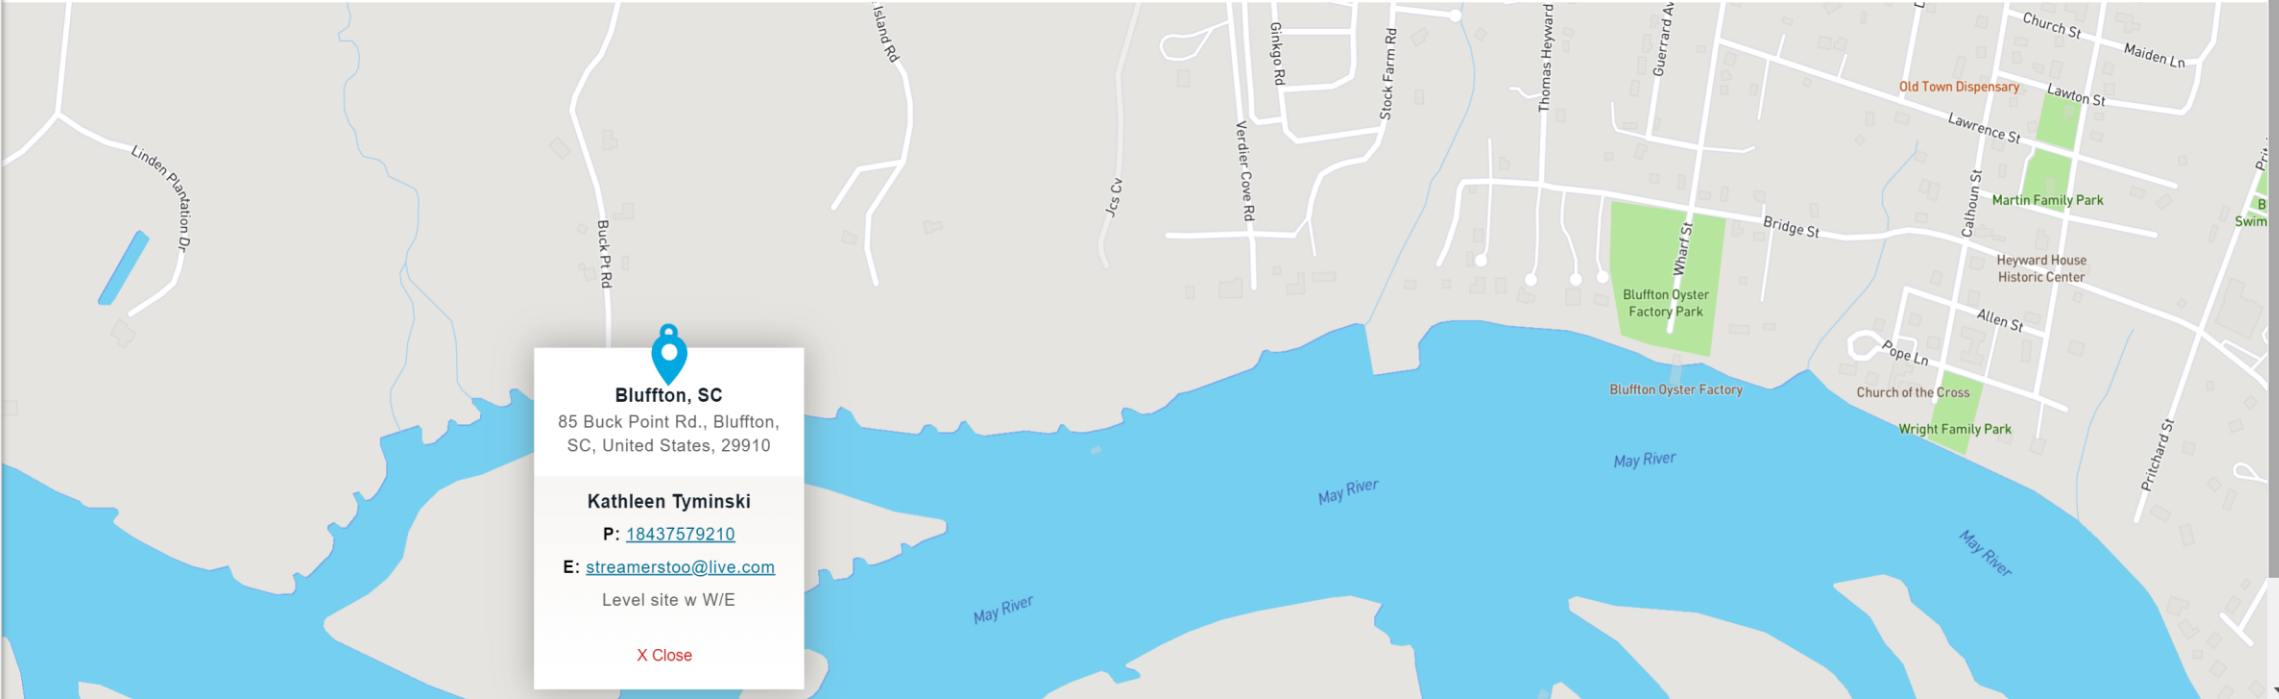 Island Rd
Ginkgo Rd
Stock Farm Rd
Thomas Heyward
Guerrard Av
Church St
Maiden Ln
Old Town Dispensary
Lawton St
Lawrence St
Linden Plantation Dr
Verdier Cove Rd
Jcs Cv
Buck Pt Rd
Calhoun St
Martin Family Park
B
Swim
Bridge St
Wharf St
Heyward House
Historic Center
Bluffton Oyster
Factory Park
Allen St
Pope Ln
Bluffton Oyster Factory
Church of the Cross
Wright Family Park
Pritchard St
May River
May River
May River
May River
Bluffton, SC
85 Buck Point Rd., Bluffton,
SC, United States, 29910
Kathleen Tyminski
P: 18437579210
E: streamerstoo@live.com
Level site w W/E
X Close